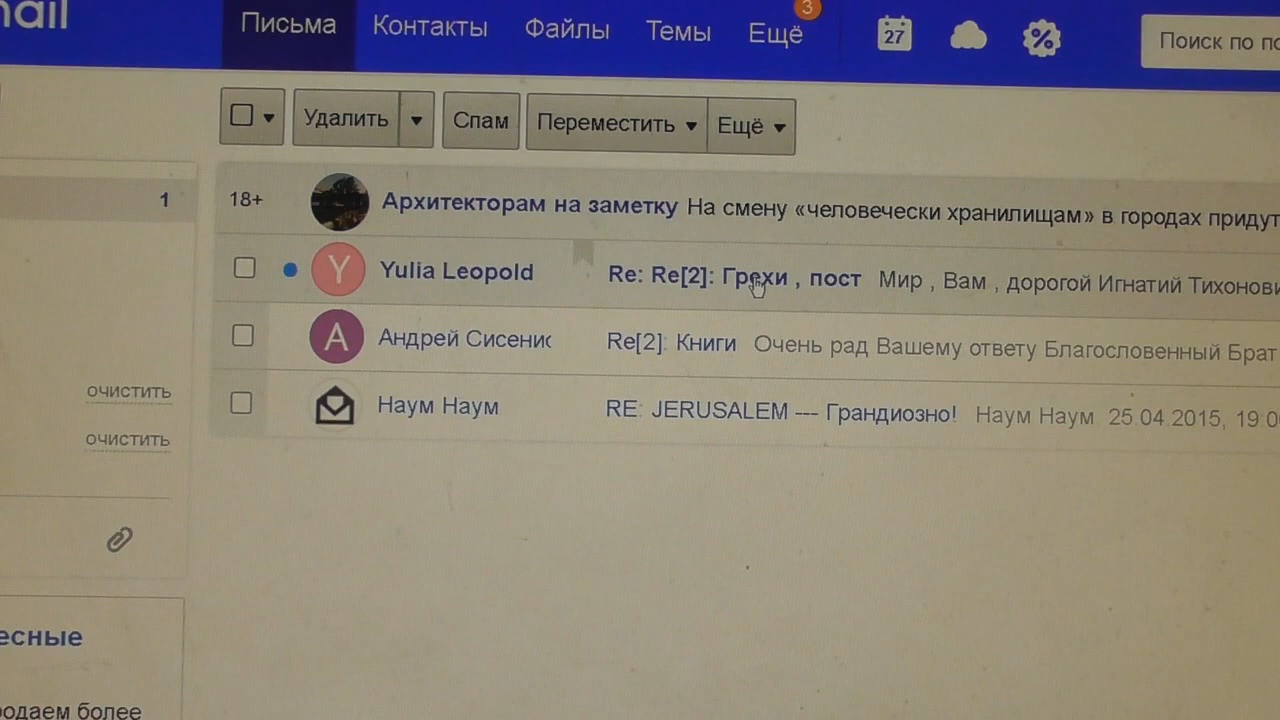 mail
Письма Контакты Файлы Темы Ещё 3 27 % Поиск по по
Удалить Спам Переместить Ещё
1
18+ Архитекторам на заметку На смену «человечески хранилищам» в городах придут
Y Yulia Leopold Re: Re[2]: Грехи , пост Мир , Вам , дорогой Игнатий Тихонови
А Андрей Сисенис Re[2]: Книги Очень рад Вашему ответу Благословенный Брат
очистить
Наум Наум RE: JERUSALEM --- Грандиозно! Наум Наум 25.04.2015, 19:0
очистить
есные
родаем более